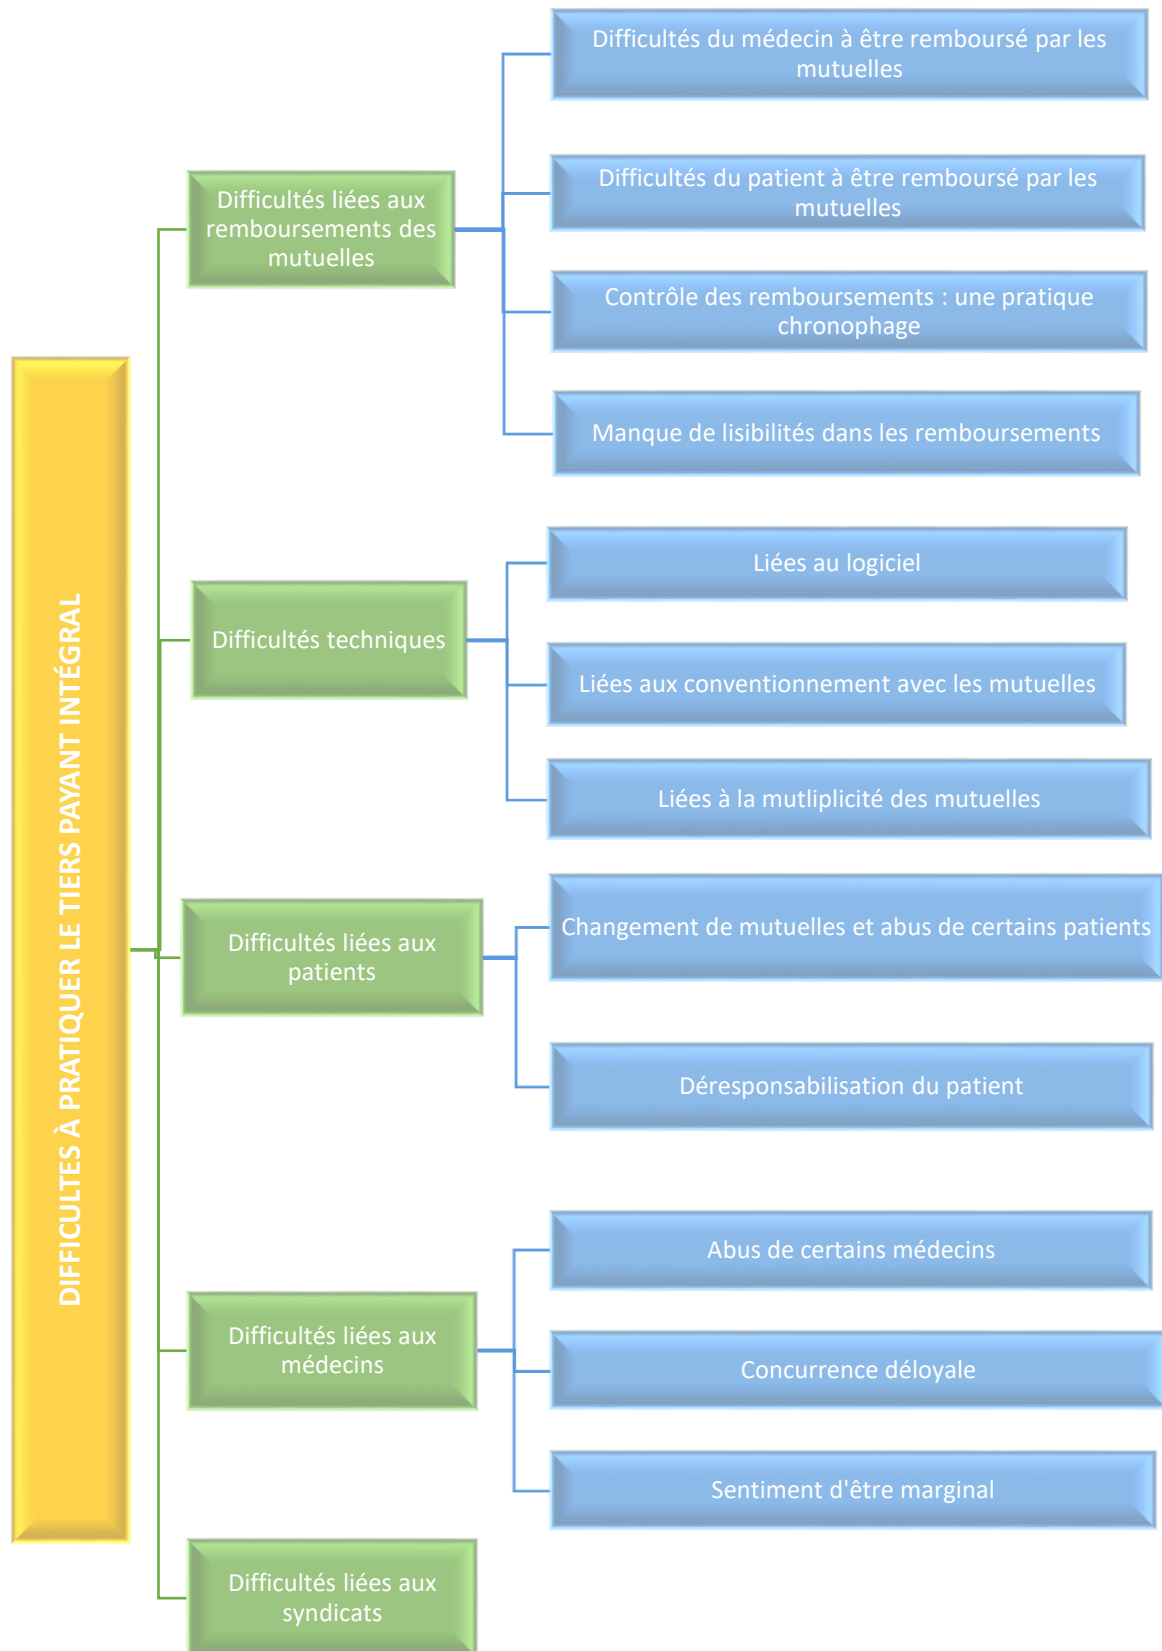 DIFFICULTES À PRATIQUER LE TIERS PAYANT INTÉGRAL
Difficultés liées aux
remboursements des
mutuelles
Difficultés du médecin à être remboursé par les
mutuelles
Difficultés du patient à être remboursé par les
mutuelles
Contrôle des remboursements : une pratique
chronophage
Manque de lisibilités dans les remboursements
Difficultés techniques
Liées au logiciel
Liées aux conventionnement avec les mutuelles
Liées à la mutliplicité des mutuelles
Difficultés liées aux
patients
Changement de mutuelles et abus de certains patients
Déresponsabilisation du patient
Difficultés liées aux
médecins
Abus de certains médecins
Concurrence déloyale
Sentiment d'être marginal
Difficultés liées aux
syndicats